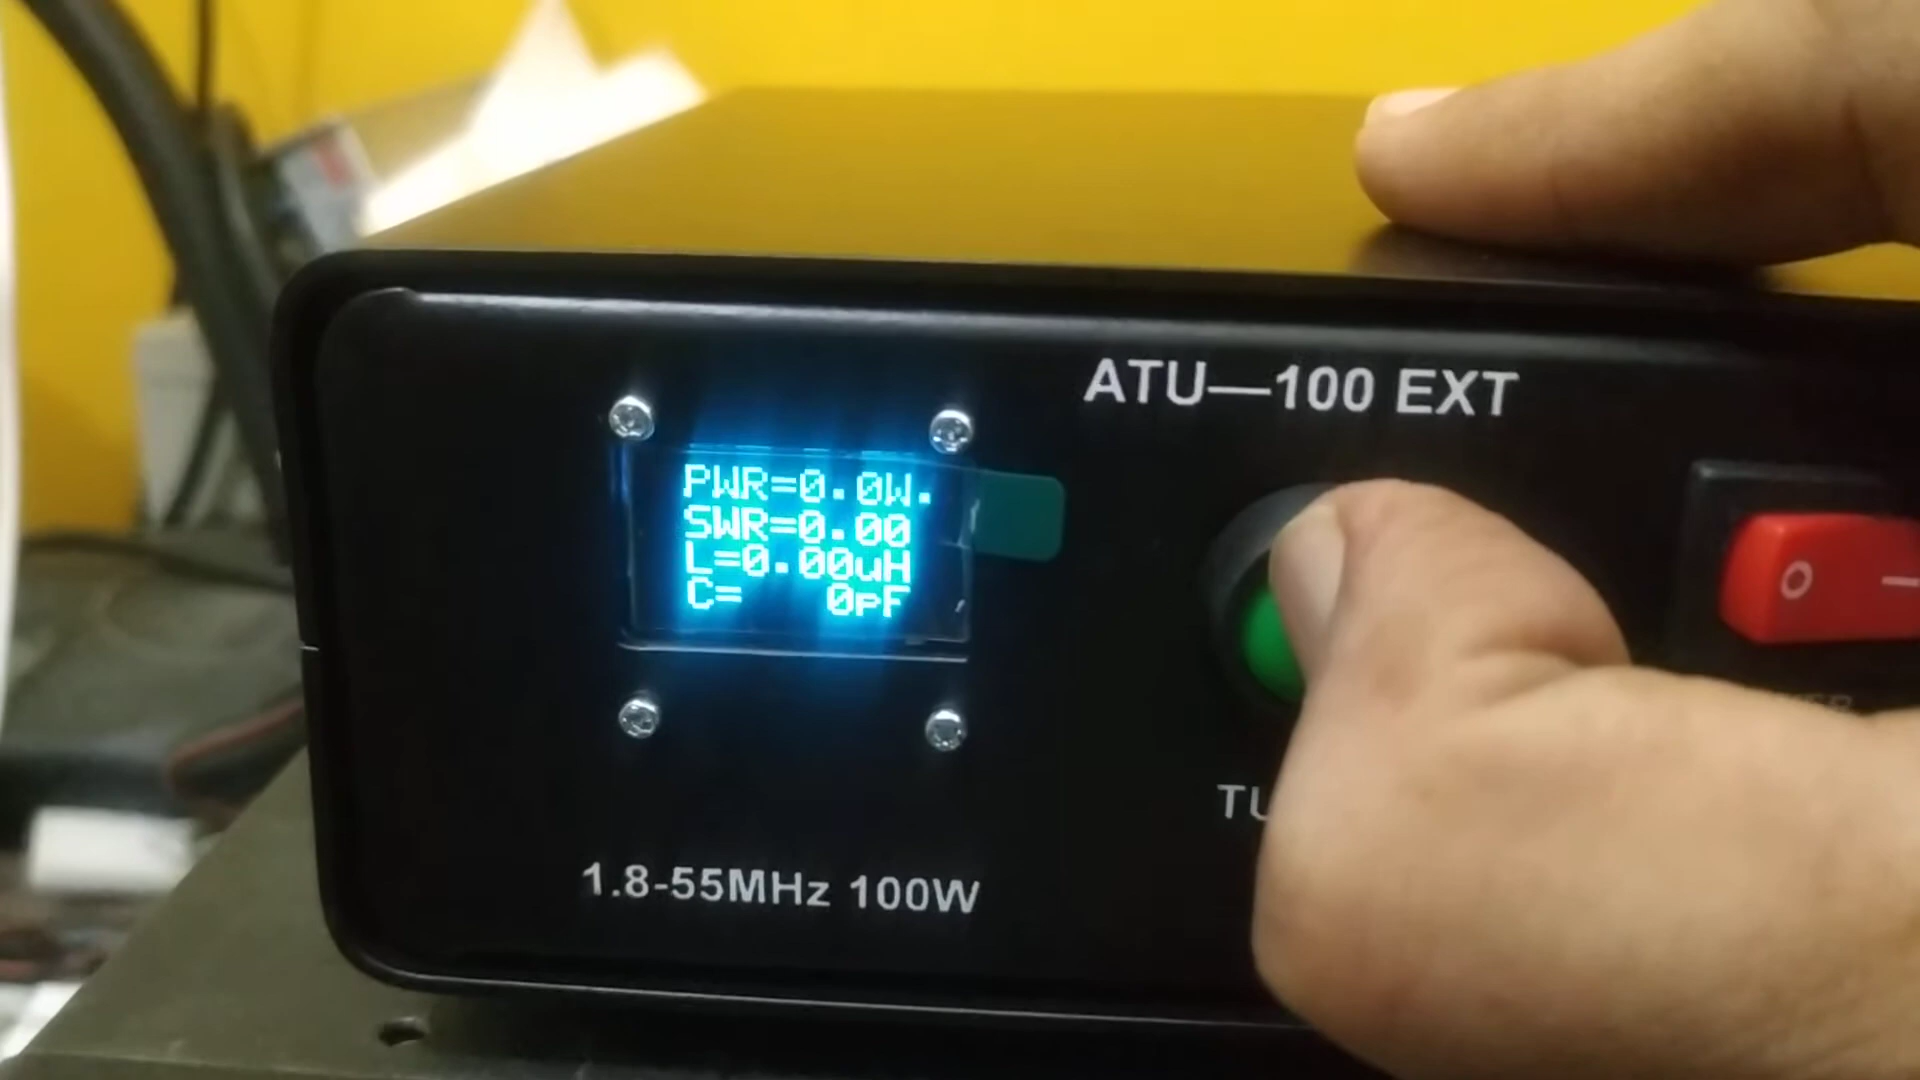 ATU—100 EXT
PWR=0.0W.
SWR=0.00
L=0.00uH
C= 0pF
1.8-55MHz 100W